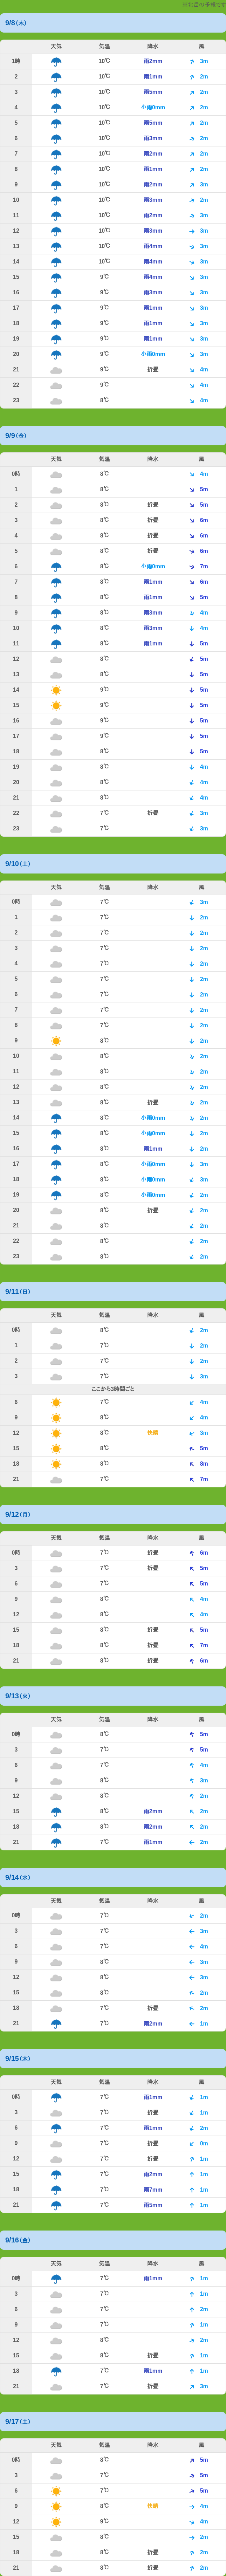 ※北緯の予報です
9/8(木)
天気 気温 降水 風
1時 10℃ 雨2mm 3m
2 10℃ 雨1mm 2m
3 10℃ 雨5mm 2m
4 10℃ 小雨0mm 2m
5 10℃ 雨5mm 2m
6 10℃ 雨3mm 2m
7 10℃ 雨2mm 2m
8 10℃ 雨1mm 2m
9 10℃ 雨2mm 3m
10 10℃ 雨3mm 2m
11 10℃ 雨2mm 3m
12 10℃ 雨3mm 3m
13 10℃ 雨4mm 3m
14 10℃ 雨4mm 3m
15 9℃ 雨4mm 3m
16 9℃ 雨3mm 3m
17 9℃ 雨1mm 3m
18 9℃ 雨1mm 3m
19 9℃ 雨1mm 3m
20 9℃ 小雨0mm 3m
21 9℃ 折畳 4m
22 9℃ 4m
23 8℃ 4m
9/9(金)
天気 気温 降水 風
0時 8℃ 4m
1 8℃ 5m
2 8℃ 折畳 5m
3 8℃ 折畳 6m
4 8℃ 折畳 6m
5 8℃ 折畳 6m
6 8℃ 小雨0mm 7m
7 8℃ 雨1mm 6m
8 8℃ 雨1mm 5m
9 8℃ 雨3mm 4m
10 8℃ 雨3mm 4m
11 8℃ 雨1mm 5m
12 8℃ 5m
13 8℃ 5m
14 9℃ 5m
15 9℃ 5m
16 9℃ 5m
17 9℃ 5m
18 8℃ 5m
19 8℃ 4m
20 8℃ 4m
21 8℃ 4m
22 7℃ 折畳 3m
23 7℃ 3m
9/10(土)
天気 気温 降水 風
0時 7℃ 3m
1 7℃ 2m
2 7℃ 2m
3 7℃ 2m
4 7℃ 2m
5 7℃ 2m
6 7℃ 2m
7 7℃ 2m
8 7℃ 2m
9 8℃ 2m
10 8℃ 2m
11 8℃ 2m
12 8℃ 2m
13 8℃ 折畳 2m
14 8℃ 小雨0mm 2m
15 8℃ 小雨0mm 2m
16 8℃ 雨1mm 2m
17 8℃ 小雨0mm 3m
18 8℃ 小雨0mm 3m
19 8℃ 小雨0mm 2m
20 8℃ 折畳 2m
21 8℃ 2m
22 8℃ 2m
23 8℃ 2m
9/11(日)
天気 気温 降水 風
0時 8℃ 2m
1 8℃ 2m
2 8℃ 2m
3 8℃ 3m
ここから3時間ごと
6 7℃ 4m
9 8℃ 4m
12 8℃ 快晴 3m
15 8℃ 5m
18 8℃ 8m
21 7℃ 7m
9/12(月)
天気 気温 降水 風
0時 7℃ 折畳 6m
3 7℃ 折畳 5m
6 7℃ 5m
9 8℃ 4m
12 8℃ 4m
15 8℃ 折畳 5m
18 8℃ 折畳 7m
21 8℃ 折畳 6m
9/13(火)
天気 気温 降水 風
0時 8℃ 5m
3 7℃ 5m
6 7℃ 4m
9 8℃ 3m
12 8℃ 2m
15 8℃ 雨2mm 2m
18 8℃ 雨2mm 2m
21 7℃ 雨1mm 2m
9/14(水)
天気 気温 降水 風
0時 7℃ 2m
3 7℃ 3m
6 7℃ 4m
9 8℃ 3m
12 8℃ 3m
15 8℃ 2m
18 7℃ 折畳 2m
21 7℃ 雨2mm 1m
9/15(木)
天気 気温 降水 風
0時 7℃ 雨1mm 1m
3 7℃ 折畳 1m
6 7℃ 雨1mm 2m
9 7℃ 折畳 0m
12 7℃ 折畳 1m
15 7℃ 雨2mm 1m
18 7℃ 雨7mm 1m
21 7℃ 雨5mm 1m
9/16(金)
天気 気温 降水 風
0時 7℃ 雨1mm 1m
3 7℃ 1m
6 7℃ 2m
9 7℃ 1m
12 8℃ 2m
15 8℃ 折畳 1m
18 7℃ 雨1mm 1m
21 7℃ 折畳 3m
9/17(土)
天気 気温 降水 風
0時 8℃ 5m
3 8℃ 5m
6 8℃ 5m
9 8℃ 快晴 4m
12 9℃ 4m
15 8℃ 2m
18 8℃ 折畳 2m
21 8℃ 折畳 2m